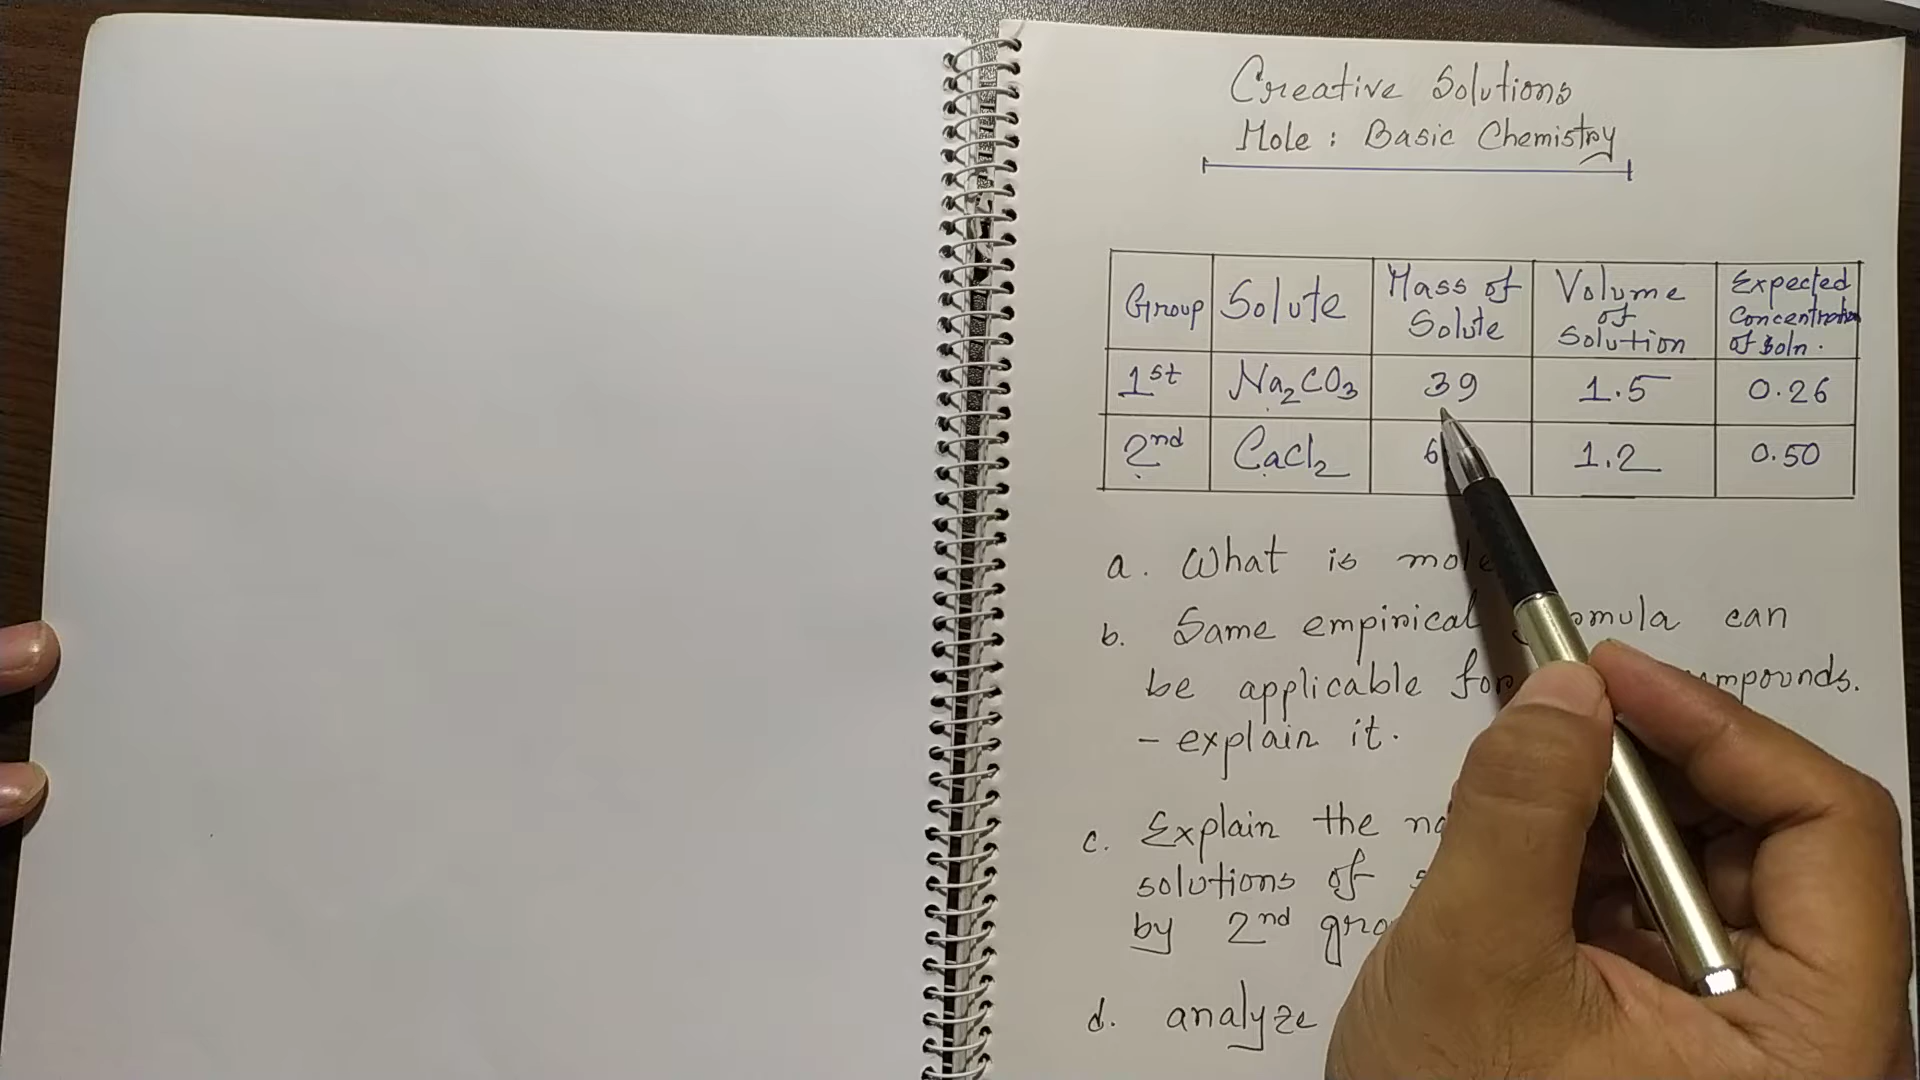 Creative Solutions
Mole : Basic Chemistry
Group Solute Mass of Solute Volume of Solution Expected Concentration of Soln.
1st Na2CO3 39 1.5 0.26
2nd CaCl2 1.2 0.50
a. What is
b. Same empirical can
be applicable for
- explain it.
c. Explain the
solutions of
by 2nd
d. analyze